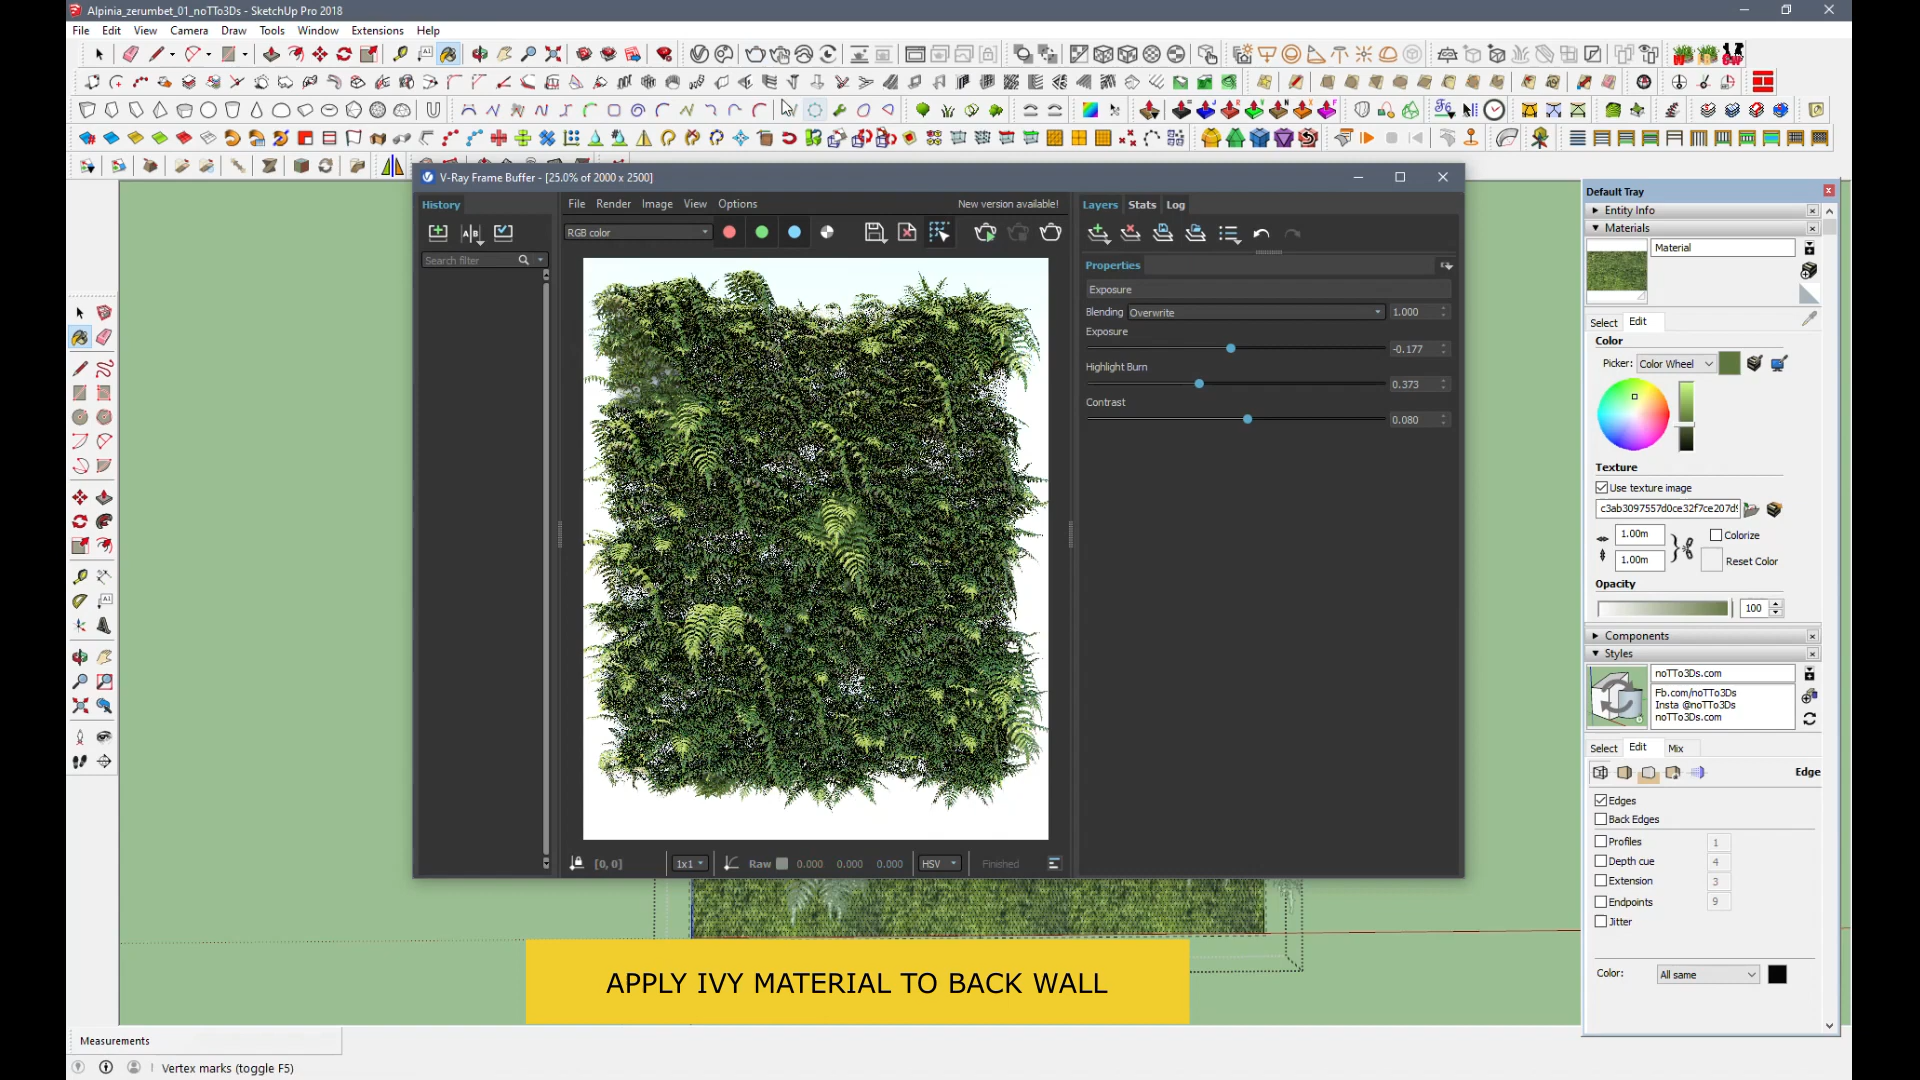 Alpinia_zerumbet_01_noTTo3Ds - SketchUp Pro 2018
File Edit View Camera Draw Tools Window Extensions Help
V-Ray Frame Buffer - [25.0% of 2000 x 2500]
History
File Render Image View Options
New version available!
Layers Stats Log
RGB color
Search filter
Properties
Exposure
Blending Overwrite 1.000
Exposure
-0.177
Highlight Burn
0.373
Contrast
0.080
[0, 0] 1x1 Raw 0.000 0.000 0.000 HSV Finished
Default Tray
Entity Info
Materials
Material
Select Edit
Color
Picker: Color Wheel
Texture
Use texture image
c3ab3097557d0ce32f7ce207d
1.00m Colorize
1.00m Reset Color
Opacity
100
Components
Styles
noTTo3Ds.com
Fb.com/noTTo3Ds
Insta @noTTo3Ds
noTTo3Ds.com
Select Edit Mix
Edge
Edges
Back Edges
Profiles 1
Depth cue 4
Extension 3
Endpoints 9
Jitter
Color: All same
APPLY IVY MATERIAL TO BACK WALL
Measurements
Vertex marks (toggle F5)